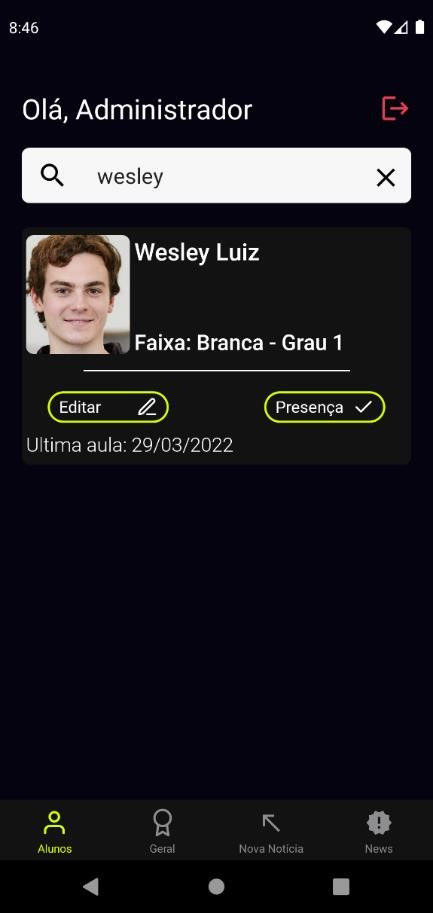 8:46
Olá, Administrador
wesley
Wesley Luiz
Faixa: Branca - Grau 1
Editar
Presença
Ultima aula: 29/03/2022
Alunos
Geral
Nova Notícia
News